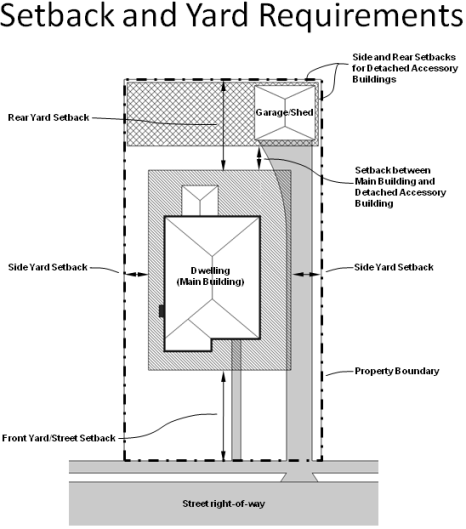 Setback and Yard Requirements
Side and Rear Setbacks
for Detached Accessory
Buildings
Rear Yard Setback
Garage/Shed
Setback between
Main Building and
Detached Accessory
Building
Side Yard Setback
Dwelling
(Main Building)
Side Yard Setback
Property Boundary
Front Yard/Street Setback
Street right-of-way